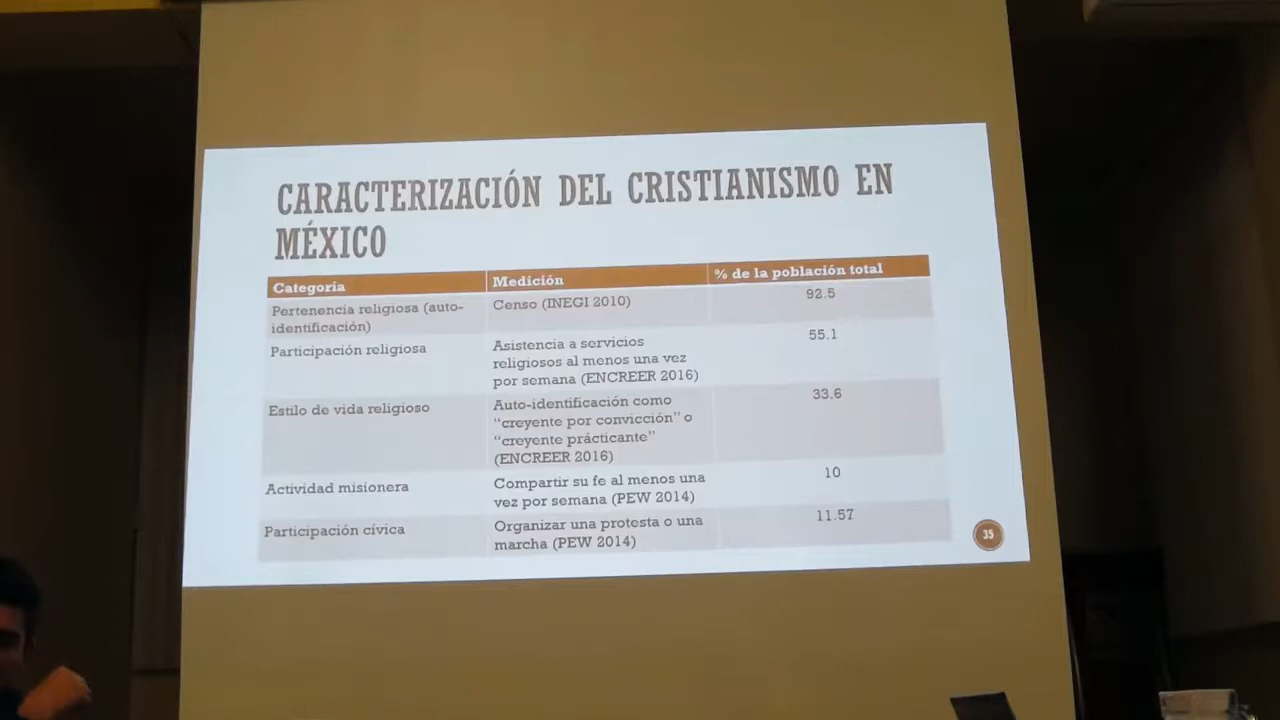 CARACTERIZACIÓN DEL CRISTIANISMO EN
MÉXICO
Categoría Medición % de la población total
Pertenencia religiosa (auto-
identificación)
Censo (INEGI 2010)
92.5
Participación religiosa
Asistencia a servicios
religiosos al menos una vez
por semana (ENCREER 2016)
55.1
Estilo de vida religioso
Auto-identificación como
“creyente por convicción” o
“creyente prácticante”
(ENCREER 2016)
33.6
Actividad misionera
Compartir su fe al menos una
vez por semana (PEW 2014)
10
Participación cívica
Organizar una protesta o una
marcha (PEW 2014)
11.57
35